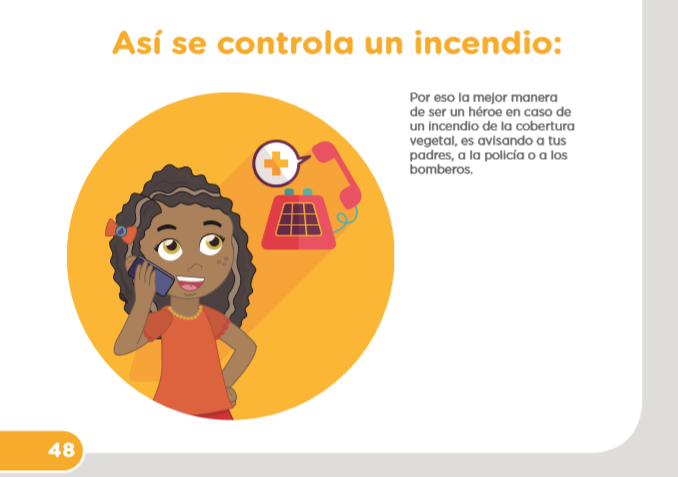 Así se controla un incendio:
Por eso la mejor manera
de ser un héroe en caso de
un incendio de la cobertura
vegetal, es avisando a tus
padres, a la policía o a los
bomberos.
48